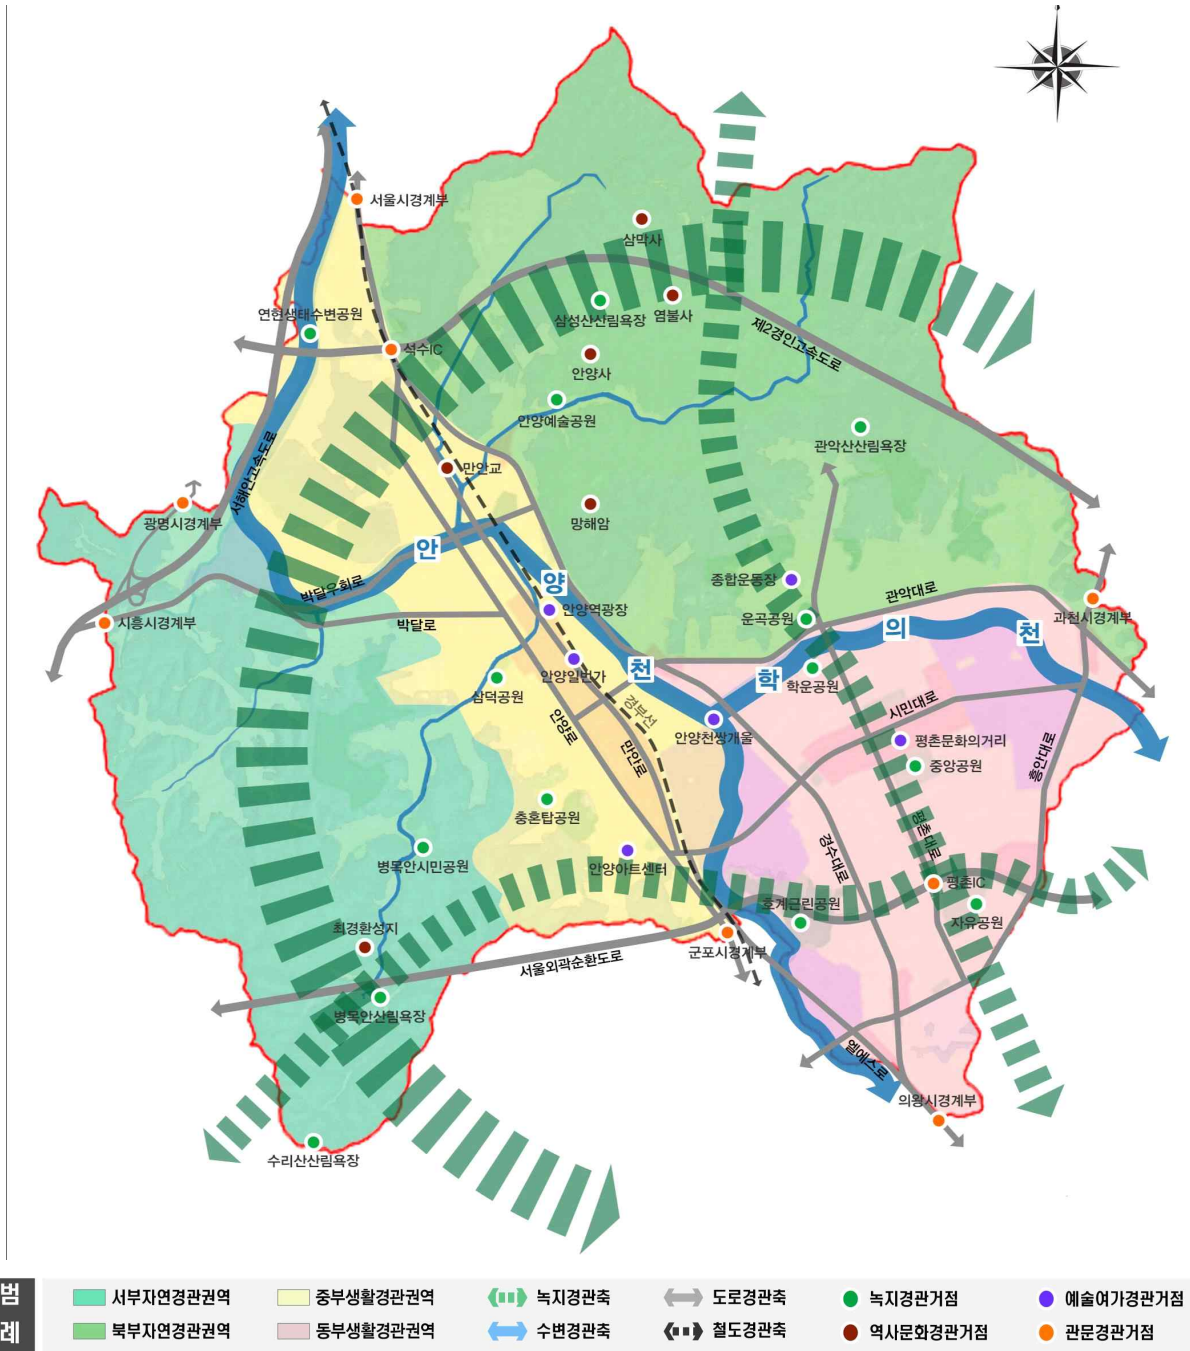 서울시경계부
삼막사
연현생태수변공원
삼성산산림욕장
염불사
제2경인고속도로
석수IC
안양사
안양예술공원
관악산산림욕장
서해안고속도로
만안교
광명시경계부
망해암
안
양
천
학
의
천
박달우회로
종합운동장
관악대로
안양역광장
운곡공원
과천시경계부
시흥시경계부
박달로
안양일번가
학운공원
삼덕공원
경부선
시민대로
안양로
만안로
안양천쌍개울
평촌문화의거리
중앙공원
흥안대로
충혼탑공원
평촌대로
경수대로
병목안시민공원
안양아트센터
평촌IC
호계근린공원
자유공원
최경환성지
군포시경계부
서울외곽순환도로
병목안산림욕장
엘에스로
의왕시경계부
수리산산림욕장
범
례
서부자연경관권역
중부생활경관권역
녹지경관축
도로경관축
녹지경관거점
예술여가경관거점
북부자연경관권역
동부생활경관권역
수변경관축
철도경관축
역사문화경관거점
관문경관거점